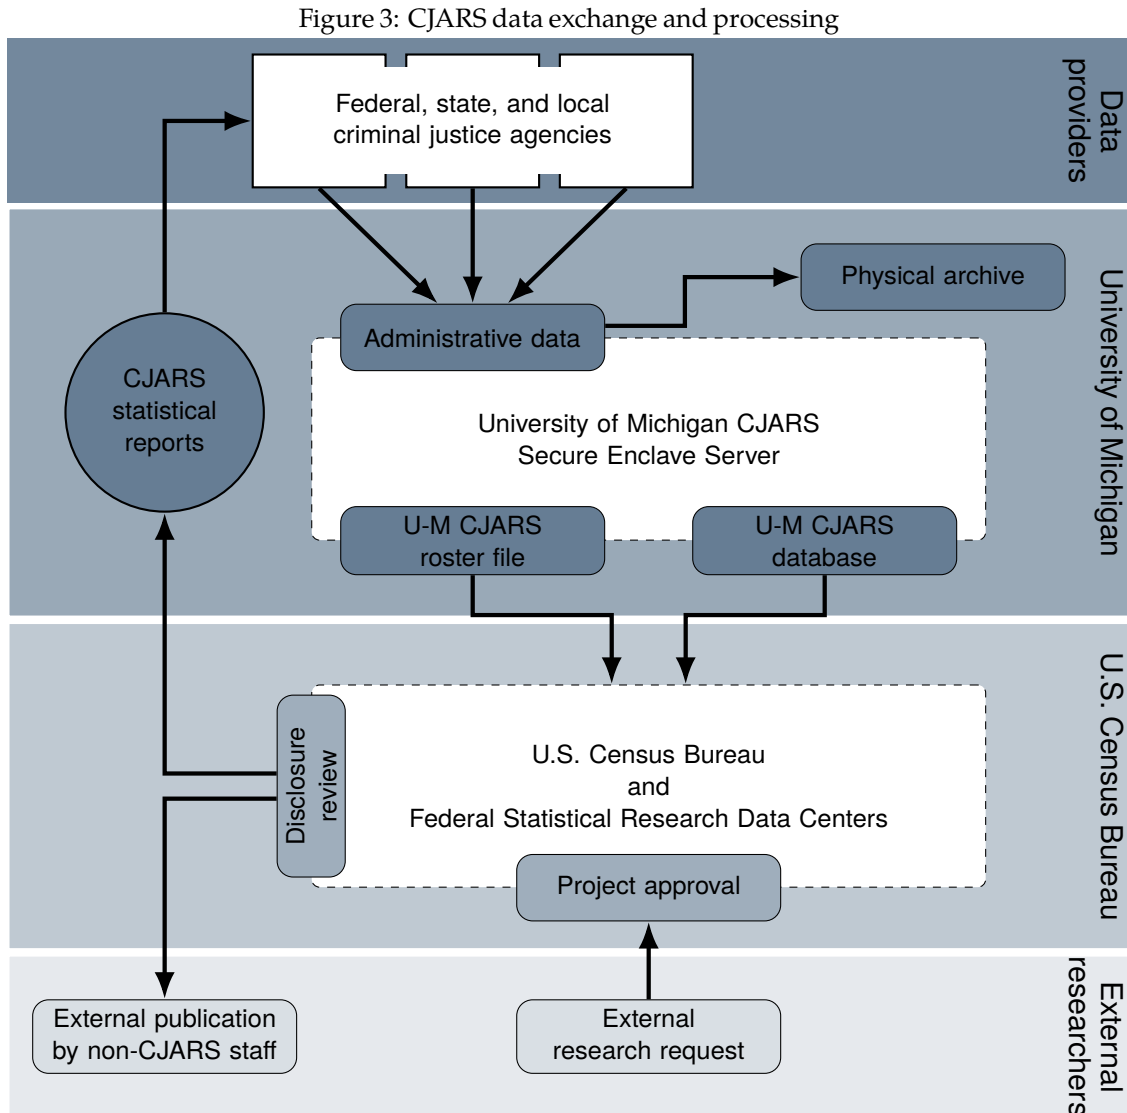 Figure 3: CJARS data exchange and processing
Data
providers
Federal, state, and local
criminal justice agencies
University of Michigan
Physical archive
Administrative data
CJARS
statistical
reports
University of Michigan CJARS
Secure Enclave Server
U-M CJARS
roster file
U-M CJARS
database
U.S. Census Bureau
Disclosure
review
U.S. Census Bureau
and
Federal Statistical Research Data Centers
Project approval
External
researchers
External publication
by non-CJARS staff
External
research request